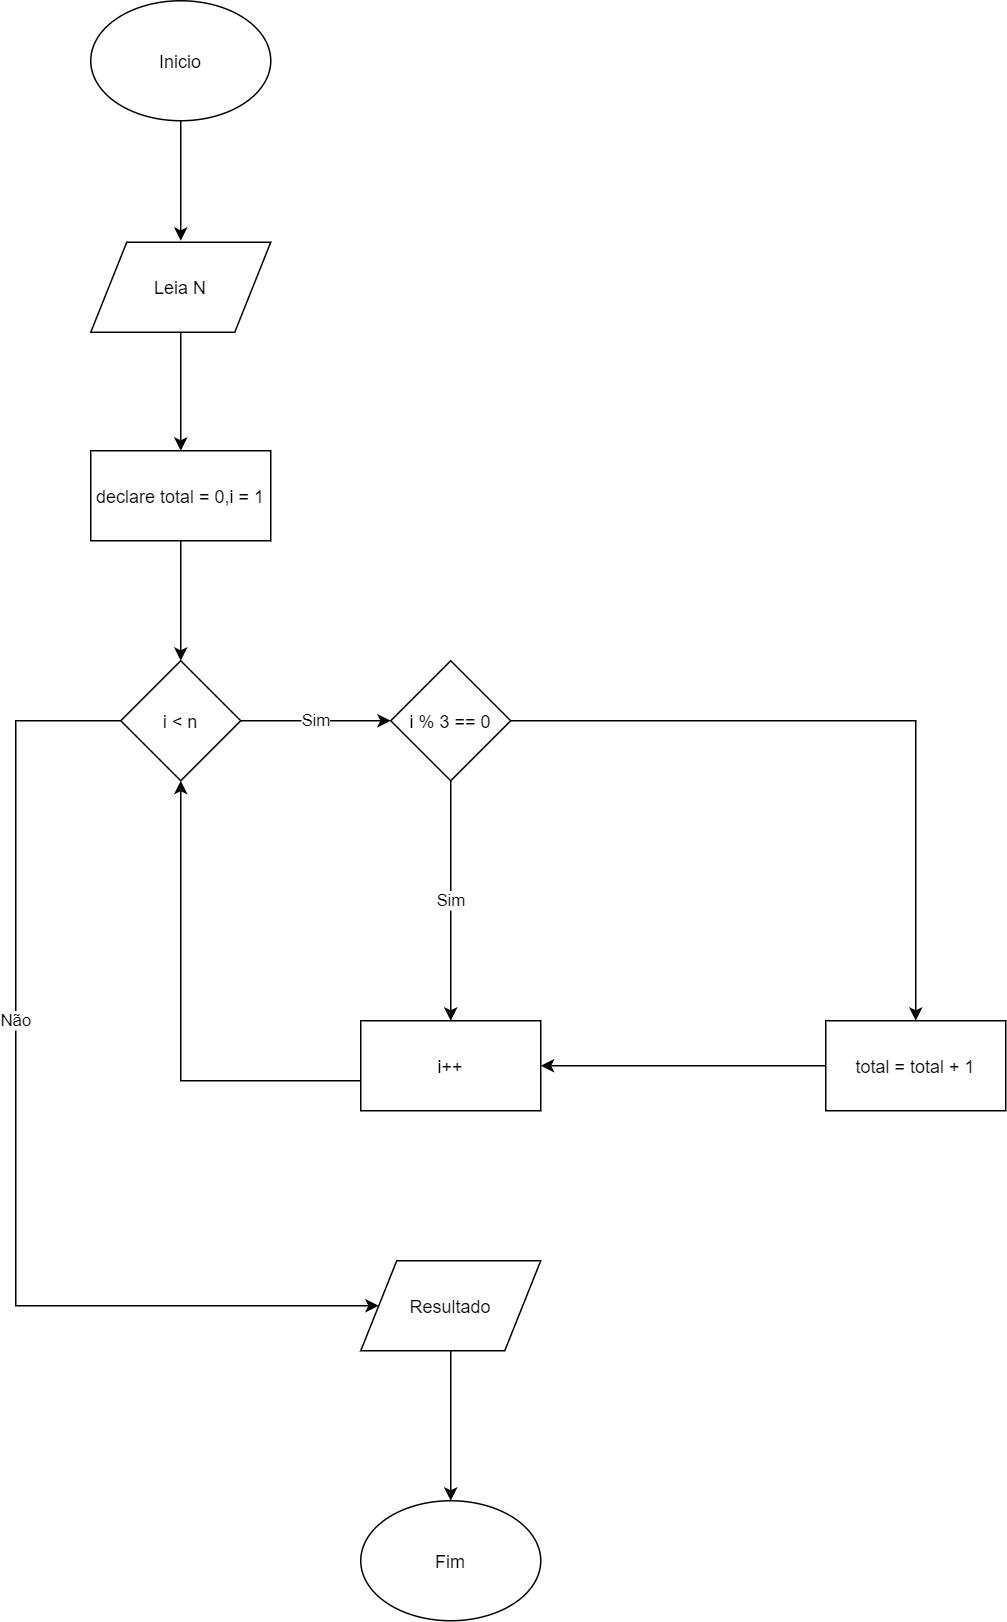 Inicio
Leia N
declare total = 0,i = 1
i < n
Sim
i % 3 == 0
Sim
Não
i++
total = total + 1
Resultado
Fim